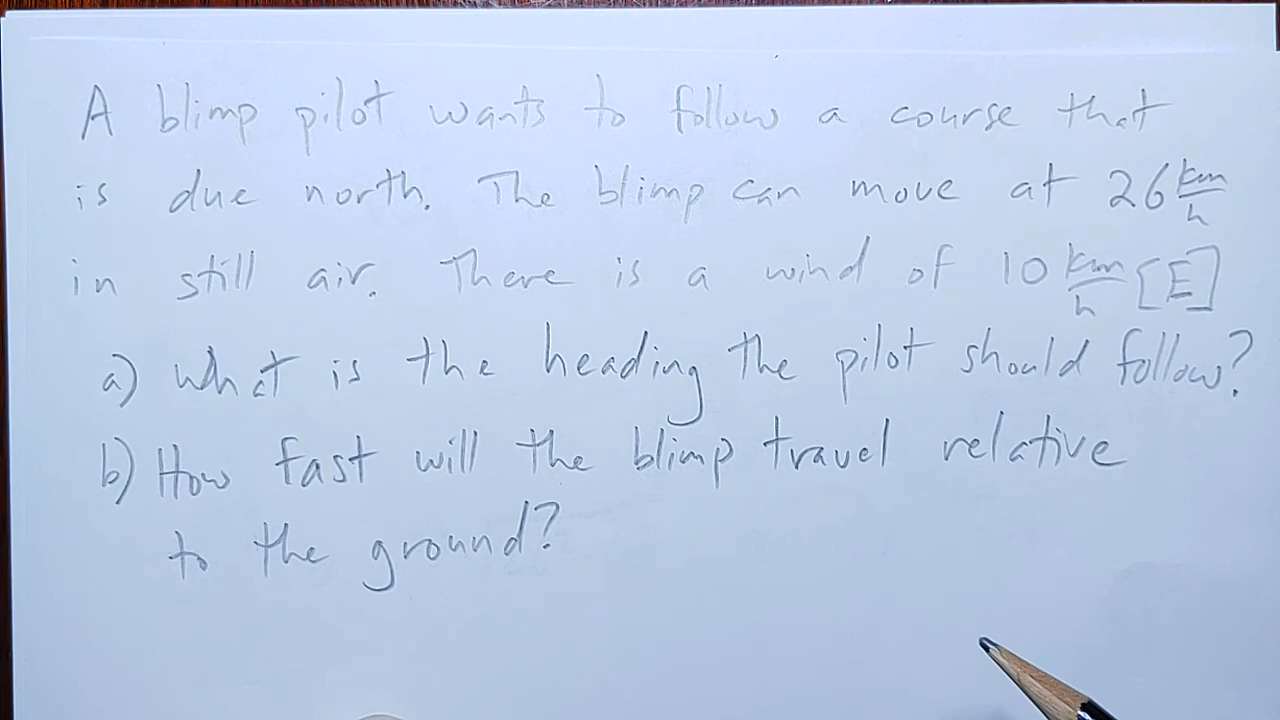 A blimp pilot wants to follow a course that
is due north. The blimp can move at 26 km/h
in still air. There is a wind of 10 km/h [E]
a) What is the heading the pilot should follow?
b) How fast will the blimp travel relative
to the ground?